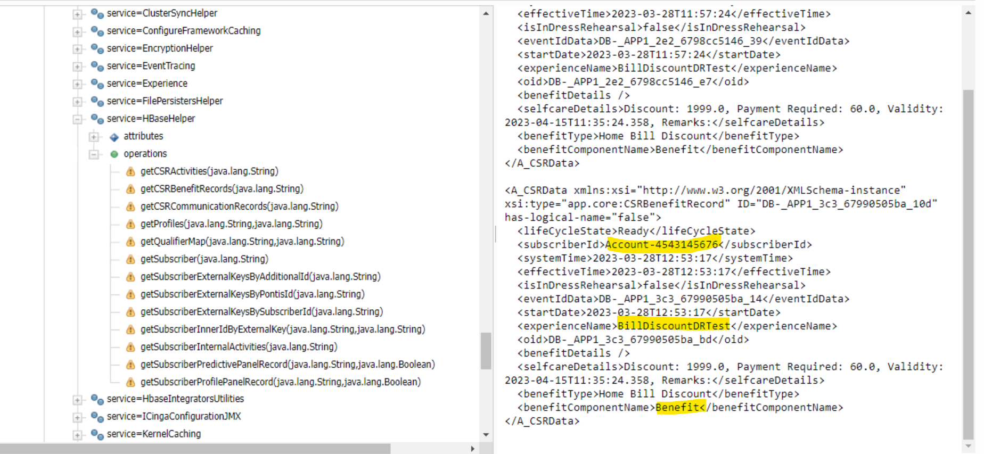 service=ClusterSyncHelper
service=ConfigureFrameworkCaching
service=EncryptionHelper
service=EventTracing
service=Experience
service=FilePersistersHelper
service=HBaseHelper
attributes
operations
getCSRActivities(java.lang.String)
getCSRBenefitRecords(java.lang.String)
getCSRCommunicationRecords(java.lang.String)
getProfiles(java.lang.String,java.lang.String)
getQualifierMap(java.lang.String,java.lang.String)
getSubscriber(java.lang.String)
getSubscriberExternalKeysByAdditionalId(java.lang.String)
getSubscriberExternalKeysByPontisId(java.lang.String)
getSubscriberExternalKeysBySubscriberId(java.lang.String)
getSubscriberInnerIdByExternalKey(java.lang.String,java.lang.String)
getSubscriberInternalActivities(java.lang.String)
getSubscriberPredictivePanelRecord(java.lang.String,java.lang.Boolean)
getSubscriberProfilePanelRecord(java.lang.String,java.lang.Boolean)
service=HbaseIntegratorsUtilities
service=ICingaConfigurationJMX
service=KernelCaching
<effectiveTime>2023-03-28T11:57:24</effectiveTime>
<isInDressRehearsal>false</isInDressRehearsal>
<eventIdData>DB-_APP1_2e2_6798cc5146_39</eventIdData>
<startDate>2023-03-28T11:57:24</startDate>
<experienceName>BillDiscountDRTest</experienceName>
<oid>DB-_APP1_2e2_6798cc5146_e7</oid>
<benefitDetails />
<selfcareDetails>Discount: 1999.0, Payment Required: 60.0, Validity:
2023-04-15T11:35:24.358, Remarks:</selfcareDetails>
<benefitType>Home Bill Discount</benefitType>
<benefitComponentName>Benefit</benefitComponentName>
</A_CSRData>
<A_CSRData xmlns:xsi="http://www.w3.org/2001/XMLSchema-instance"
xsi:type="app.core:CSRBenefitRecord" ID="DB-_APP1_3c3_67990505ba_10d"
has-logical-name="false">
<lifeCycleState>Ready</lifeCycleState>
<subscriberId>Account-4543145676</subscriberId>
<systemTime>2023-03-28T12:53:17</systemTime>
<effectiveTime>2023-03-28T12:53:17</effectiveTime>
<isInDressRehearsal>false</isInDressRehearsal>
<eventIdData>DB-_APP1_3c3_67990505ba_14</eventIdData>
<startDate>2023-03-28T12:53:17</startDate>
<experienceName>BillDiscountDRTest</experienceName>
<oid>DB-_APP1_3c3_67990505ba_bd</oid>
<benefitDetails />
<selfcareDetails>Discount: 1999.0, Payment Required: 60.0, Validity:
2023-04-15T11:35:24.358, Remarks:</selfcareDetails>
<benefitType>Home Bill Discount</benefitType>
<benefitComponentName>Benefit</benefitComponentName>
</A_CSRData>